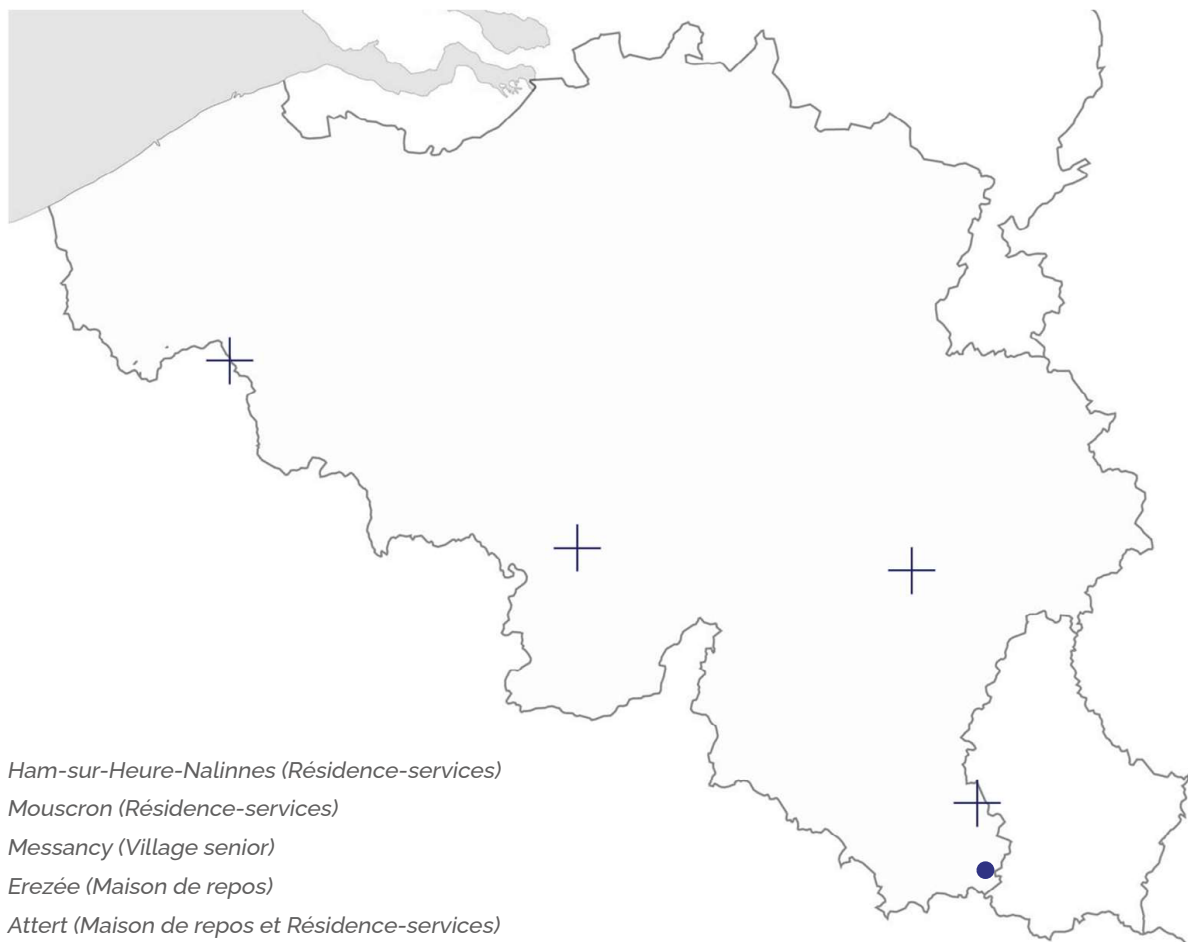 Ham-sur-Heure-Nalinnes (Résidence-services)
Mouscron (Résidence-services)
Messancy (Village senior)
Erezée (Maison de repos)
Attert (Maison de repos et Résidence-services)